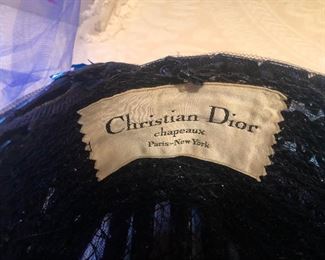 Christian Dior
chapeaux
Paris-New York